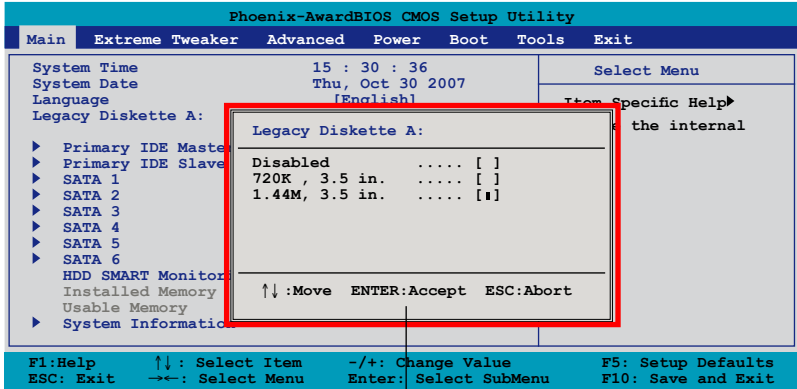 Phoenix-AwardBIOS CMOS Setup Utility
Main Extreme Tweaker Advanced Power Boot Tools Exit
System Time 15 : 30 : 36
System Date Thu, Oct 30 2007
Language [English]
Legacy Diskette A:
Primary IDE Master
Primary IDE Slave
SATA 1
SATA 2
SATA 3
SATA 4
SATA 5
SATA 6
HDD SMART Monitor
Installed Memory
Usable Memory
System Information
Legacy Diskette A:
Disabled ..... [ ]
720K , 3.5 in. ..... [ ]
1.44M, 3.5 in. ..... [▮]
↑↓ :Move ENTER:Accept ESC:Abort
Select Menu
Item Specific Help▶
the internal
F1:Help ↑↓ : Select Item -/+: Change Value F5: Setup Defaults
ESC: Exit →←: Select Menu Enter: Select SubMenu F10: Save and Exit